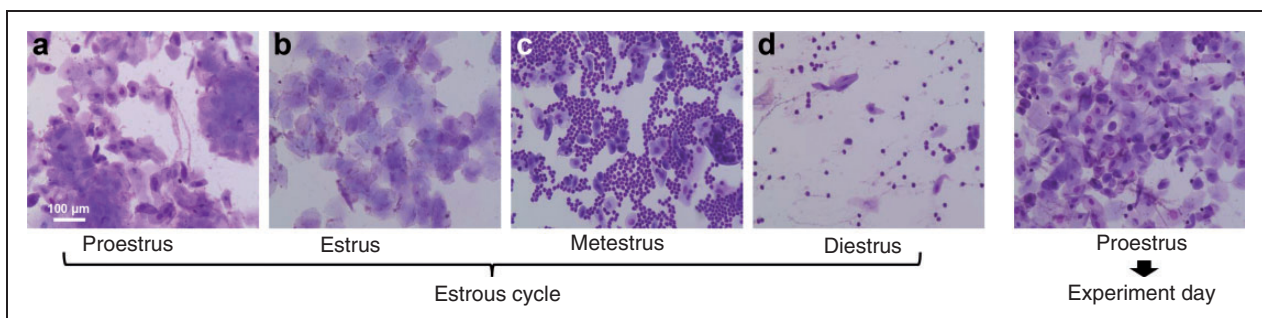 a
b
c
d
100 µm
Proestrus
Estrus
Metestrus
Diestrus
Proestrus
Estrous cycle
Experiment day